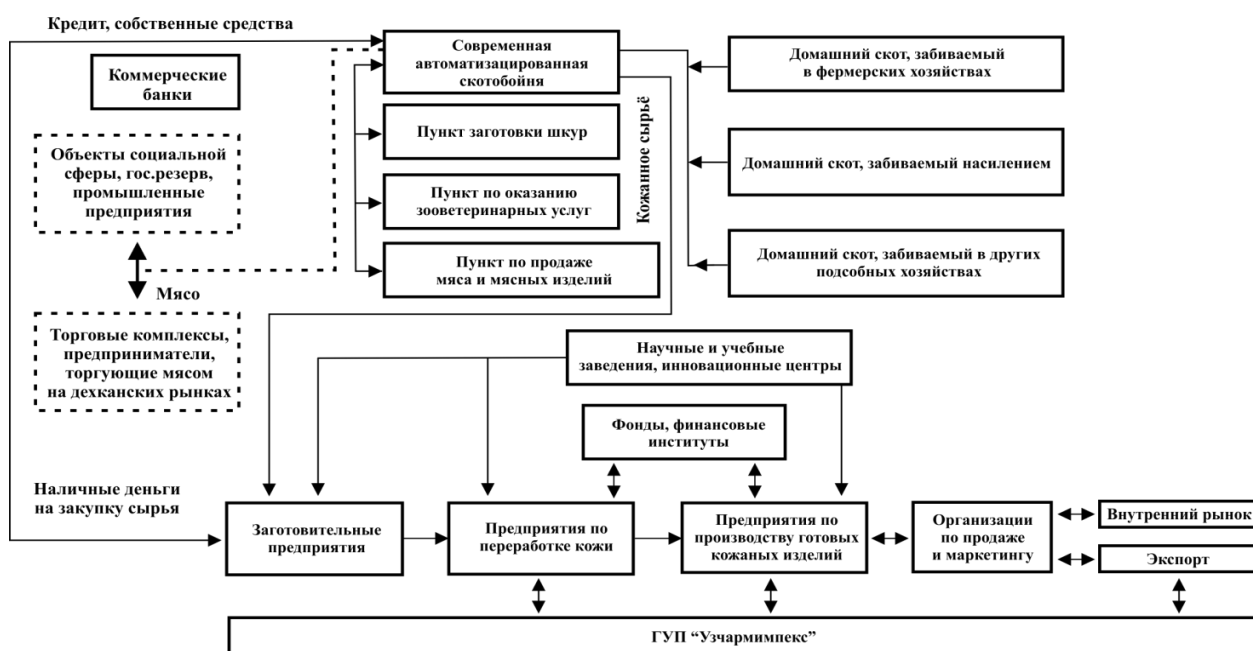 Кредит, собственные средства
Коммерческие
банки
Объекты социальной
сферы, гос.резерв,
промышленные
предприятия
Мясо
Торговые комплексы,
предприниматели,
торгующие мясом
на дехканских рынках
Наличные деньги
на закупку сырья
Современная
автоматизацированная
скотобойня
Пункт заготовки шкур
Пункт по оказанию
зооветеринарных услуг
Пункт по продаже
мяса и мясных изделий
Кожанное сырьё
Домашний скот, забиваемый
в фермерских хозяйствах
Домашний скот, забиваемый насилением
Домашний скот, забиваемый в других
подсобных хозяйствах
Научные и учебные
заведения, инновационные центры
Фонды, финансовые
институты
Заготовительные
предприятия
Предприятия по
переработке кожи
Предприятия по
производству готовых
кожаных изделий
Организации
по продаже
и маркетингу
Внутренний рынок
Экспорт
ГУП “Узчармимпекс”